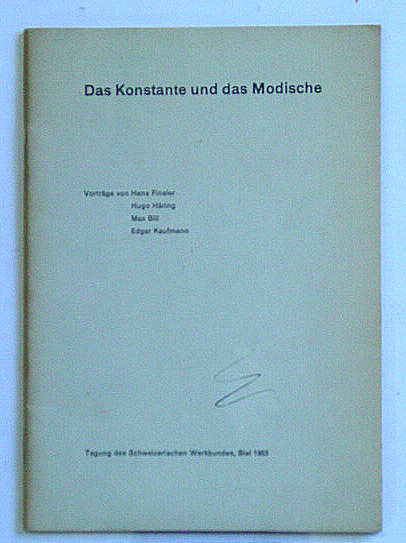 Das Konstante und das Modische
Vorträge von Hans Finsler
Hugo Häring
Max Bill
Edgar Kaufmann
Tagung des Schweizerischen Werkbundes, Biel 1953